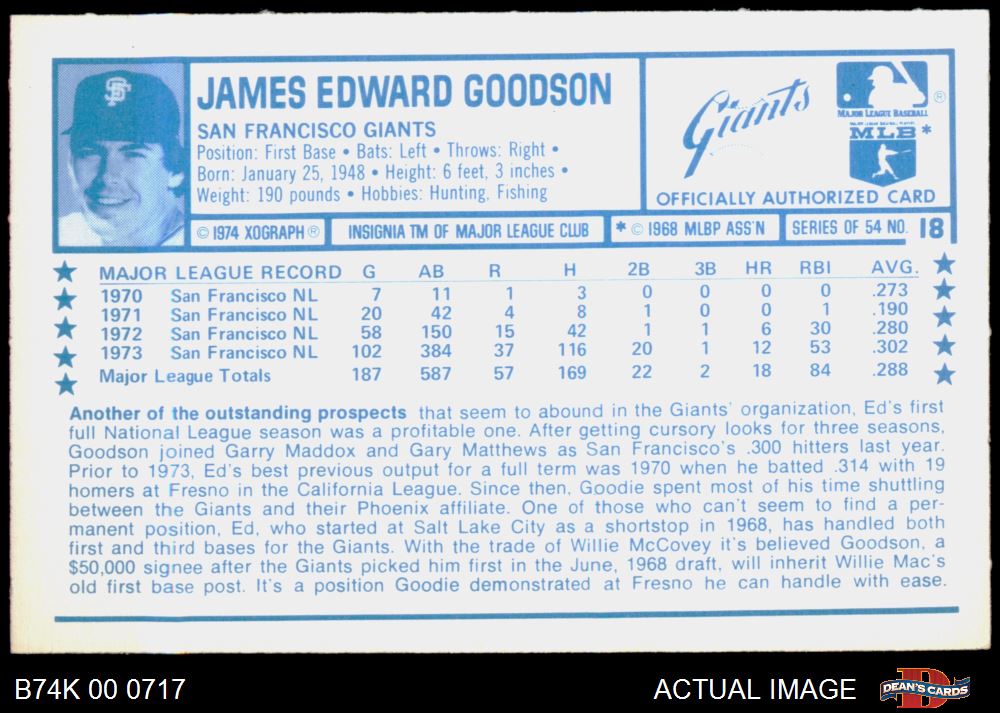 SF
JAMES EDWARD GOODSON
SAN FRANCISCO GIANTS
Position: First Base • Bats: Left • Throws: Right •
Born: January 25, 1948 • Height: 6 feet, 3 inches •
Weight: 190 pounds • Hobbies: Hunting, Fishing
Giants
MAJOR LEAGUE BASEBALL
®
MLB *
OFFICIALLY AUTHORIZED CARD
© 1974 XOGRAPH ® INSIGNIA TM OF MAJOR LEAGUE CLUB * © 1968 MLBP ASS'N SERIES OF 54 NO. 18
MAJOR LEAGUE RECORD G AB R H 2B 3B HR RBI AVG.
1970 San Francisco NL 7 11 1 3 0 0 0 0 .273
1971 San Francisco NL 20 42 4 8 1 0 0 1 .190
1972 San Francisco NL 58 150 15 42 1 1 6 30 .280
1973 San Francisco NL 102 384 37 116 20 1 12 53 .302
Major League Totals 187 587 57 169 22 2 18 84 .288
Another of the outstanding prospects that seem to abound in the Giants' organization, Ed's first
full National League season was a profitable one. After getting cursory looks for three seasons,
Goodson joined Garry Maddox and Gary Matthews as San Francisco's .300 hitters last year.
Prior to 1973, Ed's best previous output for a full term was 1970 when he batted .314 with 19
homers at Fresno in the California League. Since then, Goodie spent most of his time shuttling
between the Giants and their Phoenix affiliate. One of those who can't seem to find a per-
manent position, Ed, who started at Salt Lake City as a shortstop in 1968, has handled both
first and third bases for the Giants. With the trade of Willie McCovey it's believed Goodson, a
$50,000 signee after the Giants picked him first in the June, 1968 draft, will inherit Willie Mac's
old first base post. It's a position Goodie demonstrated at Fresno he can handle with ease.
B74K 00 0717
ACTUAL IMAGE
DEAN'S CARDS